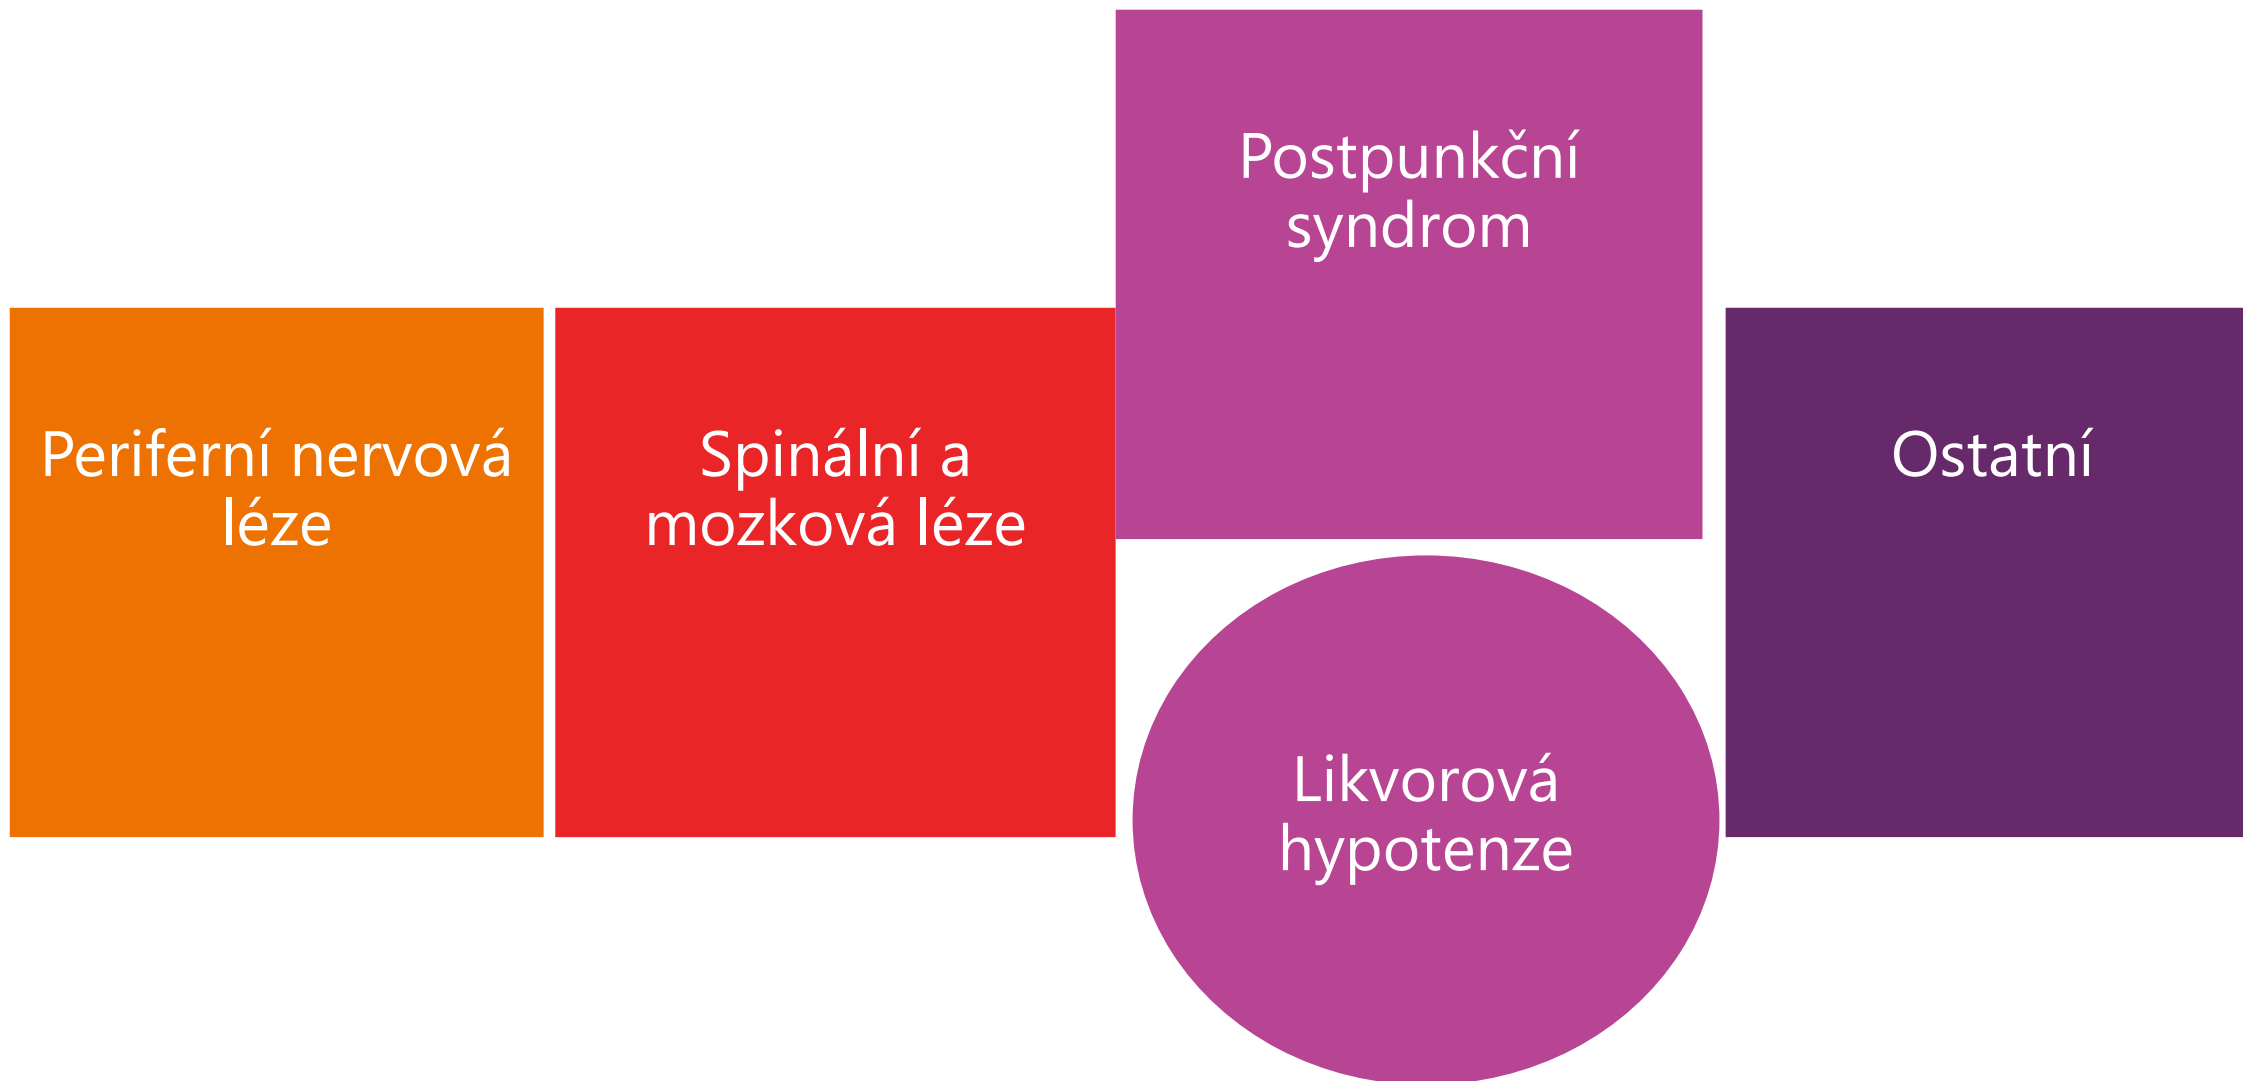 Periferní nervová
léze
Spinální a
mozková léze
Postpunkční
syndrom
Likvorová
hypotenze
Ostatní